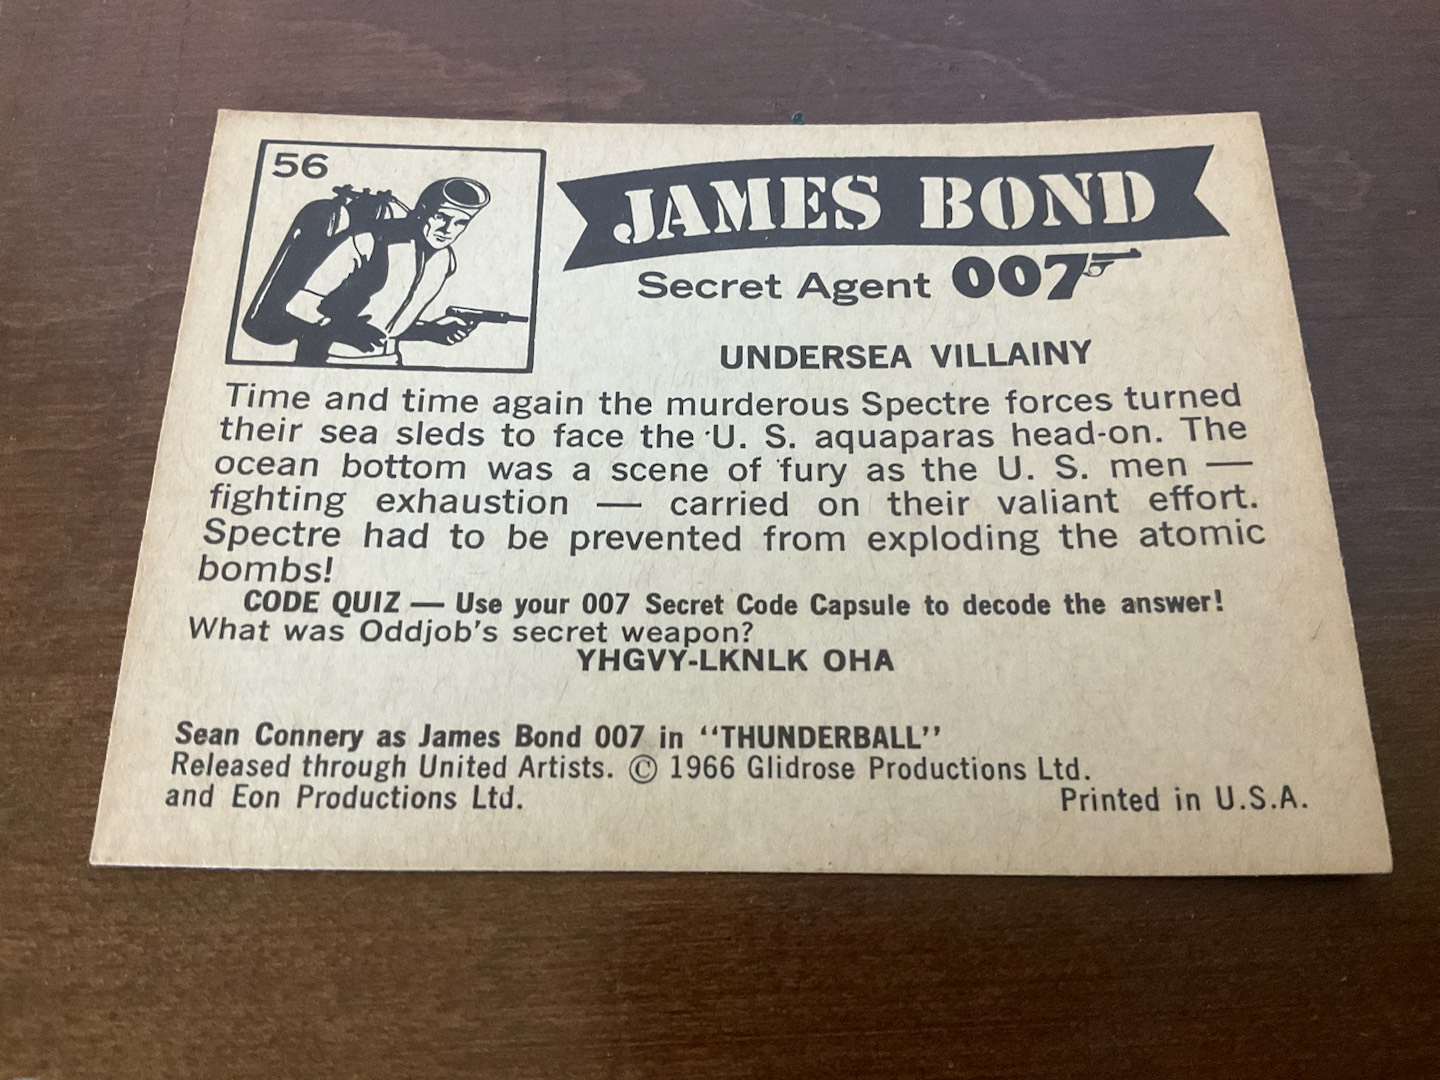 56
JAMES BOND
Secret Agent 007
UNDERSEA VILLAINY
Time and time again the murderous Spectre forces turned
their sea sleds to face the U. S. aquaparas head-on. The
ocean bottom was a scene of fury as the U. S. men —
fighting exhaustion — carried on their valiant effort.
Spectre had to be prevented from exploding the atomic
bombs!
CODE QUIZ — Use your 007 Secret Code Capsule to decode the answer!
What was Oddjob's secret weapon?
YHGVY-LKNLK OHA
Sean Connery as James Bond 007 in "THUNDERBALL"
Released through United Artists. © 1966 Glidrose Productions Ltd.
and Eon Productions Ltd.
Printed in U.S.A.